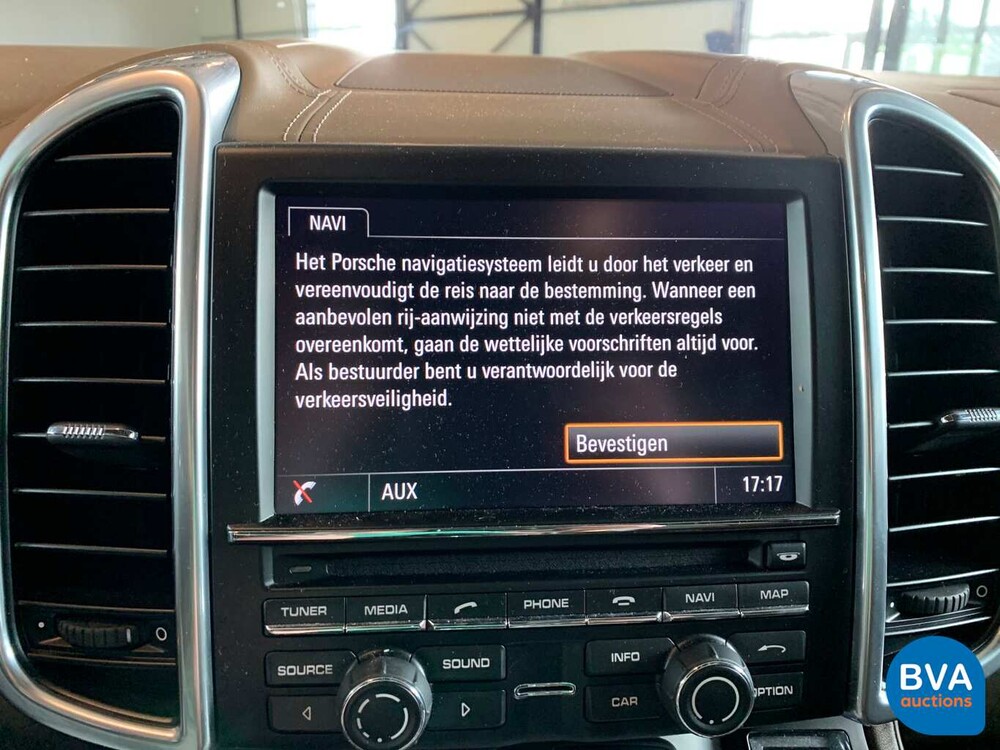 NAVI
Het Porsche navigatiesysteem leidt u door het verkeer en
vereenvoudigt de reis naar de bestemming. Wanneer een
aanbevolen rij-aanwijzing niet met de verkeersregels
overeenkomt, gaan de wettelijke voorschriften altijd voor.
Als bestuurder bent u verantwoordelijk voor de
verkeersveiligheid.
Bevestigen
AUX 17:17
TUNER MEDIA PHONE NAVI MAP
SOURCE SOUND INFO
CAR OPTION
BVA
auctions